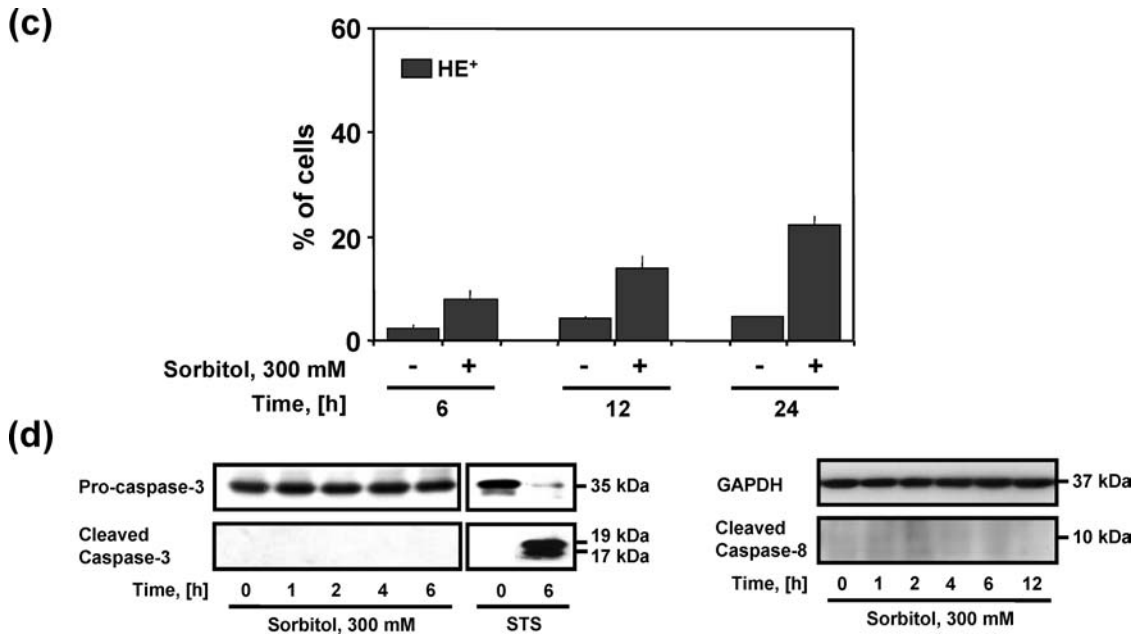 (c)
60
40
20
0
% of cells
HE⁺
Sorbitol, 300 mM - + - + - +
Time, [h] 6 12 24
(d)
Pro-caspase-3 35 kDa
Cleaved Caspase-3 19 kDa
17 kDa
Time, [h] 0 1 2 4 6 0 6
Sorbitol, 300 mM STS
GAPDH 37 kDa
Cleaved Caspase-8 10 kDa
Time, [h] 0 1 2 4 6 12
Sorbitol, 300 mM